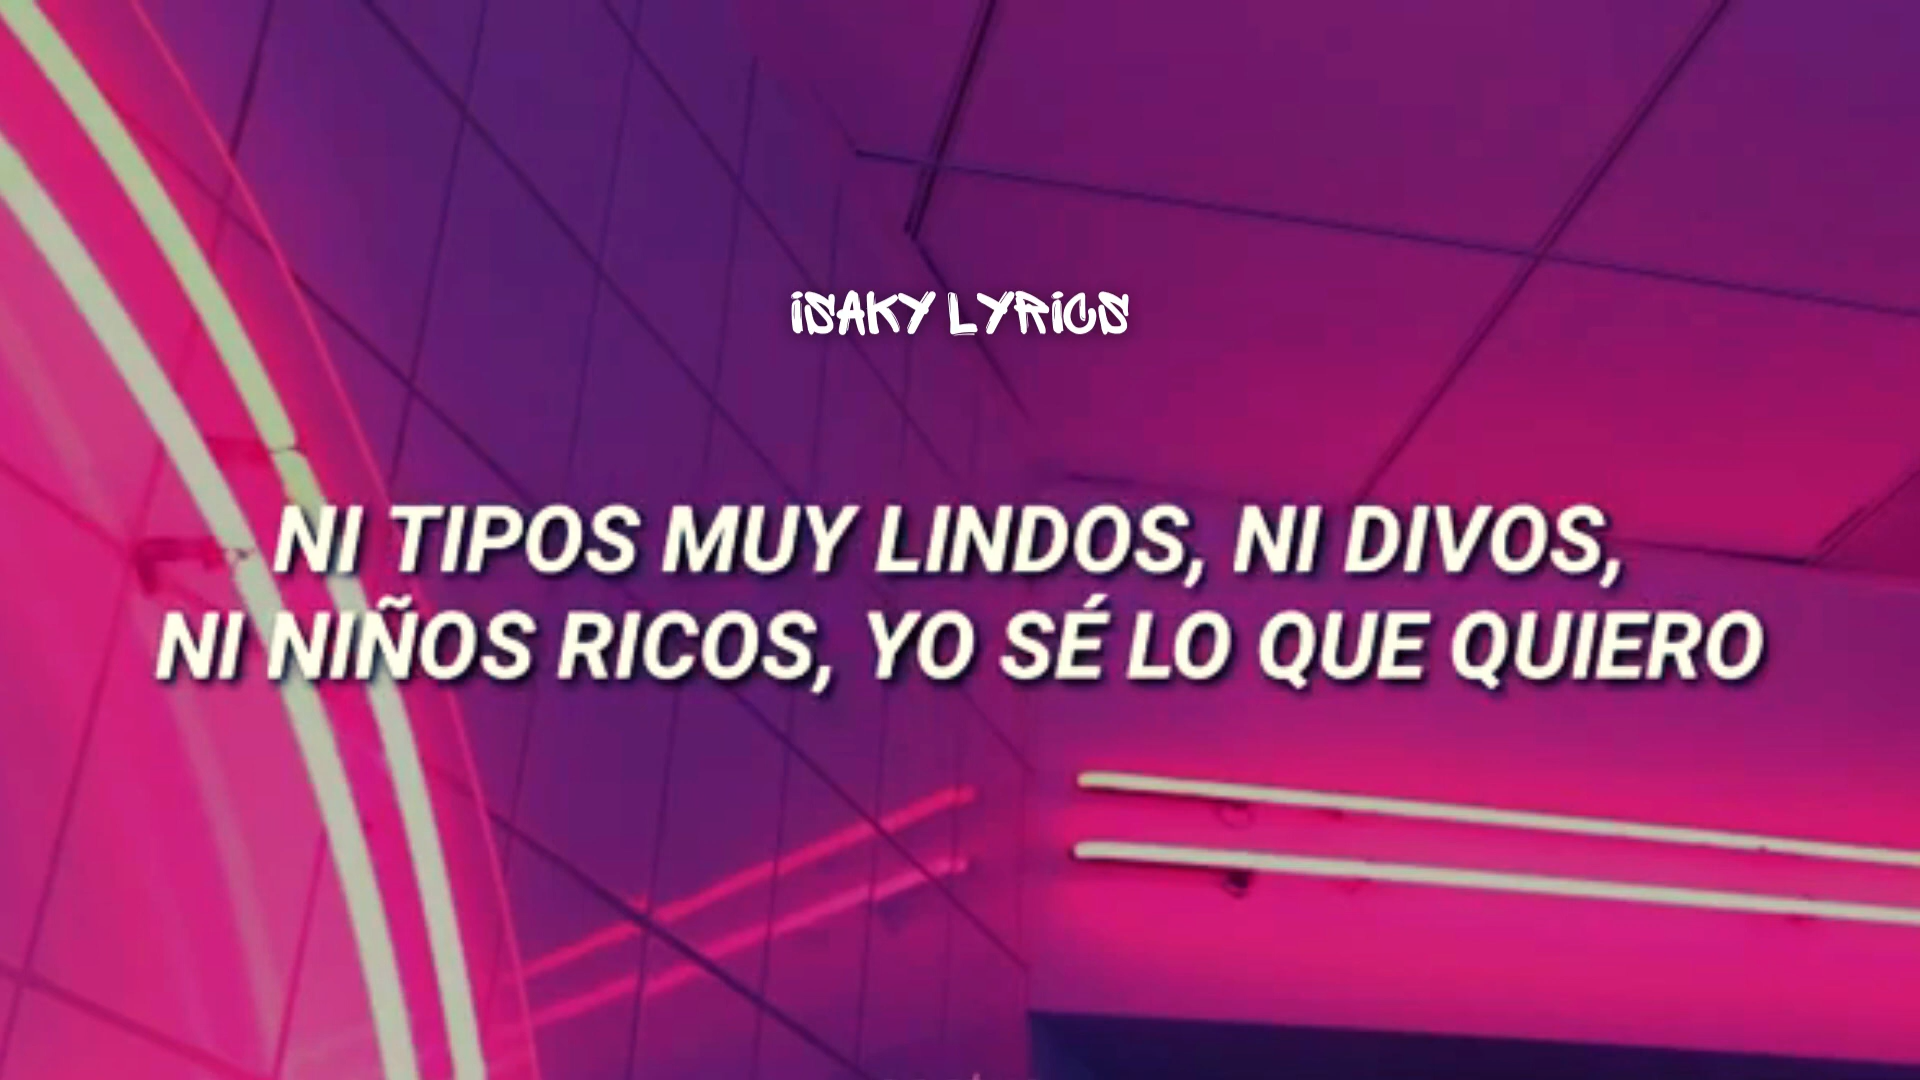 iSAKY LYRiCS
NI TIPOS MUY LINDOS, NI DIVOS,
NI NIÑOS RICOS, YO SÉ LO QUE QUIERO